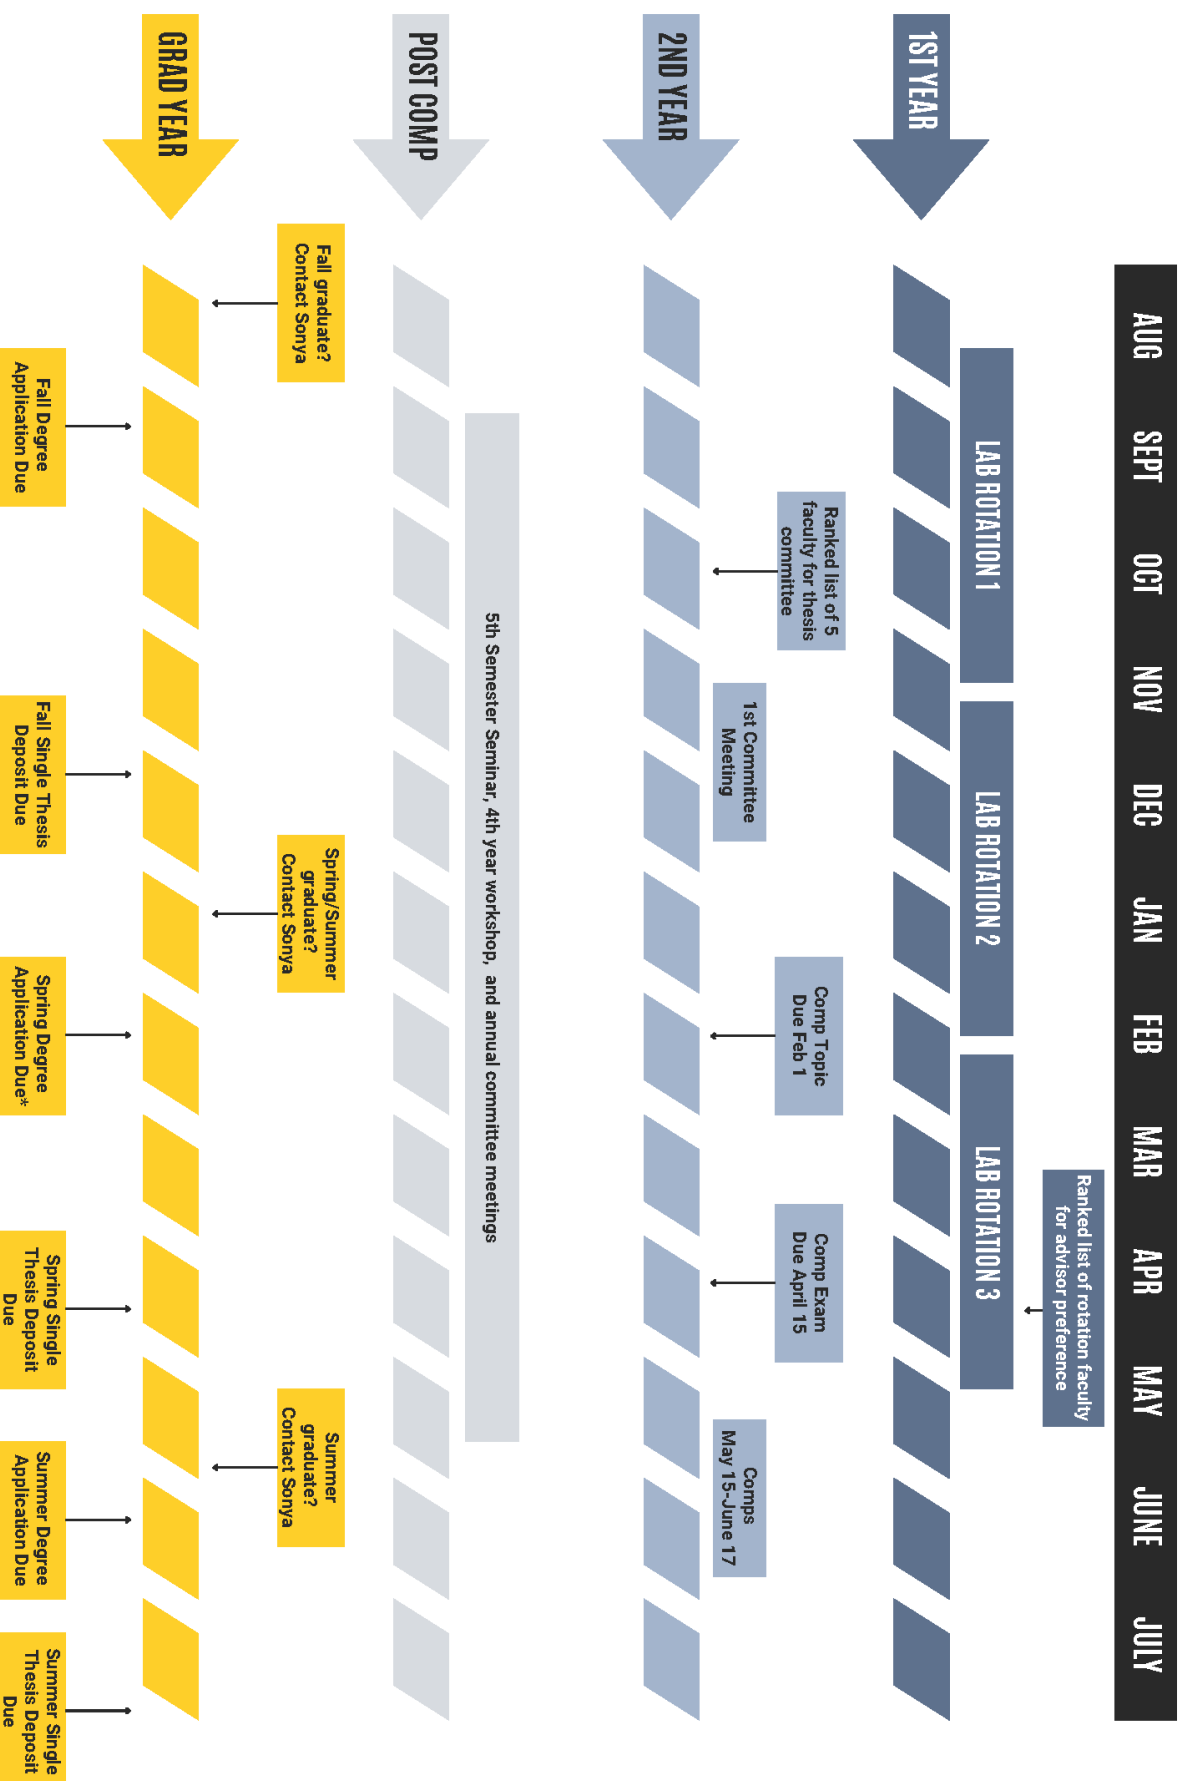 AUG SEPT OCT NOV DEC JAN FEB MAR APR MAY JUNE JULY
Ranked list of rotation faculty
for advisor preference
1ST YEAR
LAB ROTATION 1
LAB ROTATION 2
LAB ROTATION 3
2ND YEAR
Ranked list of 5
faculty for thesis
committee
1st Committee
Meeting
Comp Topic
Due Feb 1
Comp Exam
Due April 15
Comps
May 15-June 17
POST COMP
5th Semester Seminar, 4th year workshop, and annual committee meetings
GRAD YEAR
Fall graduate?
Contact Sonya
Spring/Summer
graduate?
Contact Sonya
Summer
graduate?
Contact Sonya
Fall Degree
Application Due
Fall Single Thesis
Deposit Due
Spring Degree
Application Due*
Spring Single
Thesis Deposit
Due
Summer Degree
Application Due
Summer Single
Thesis Deposit
Due